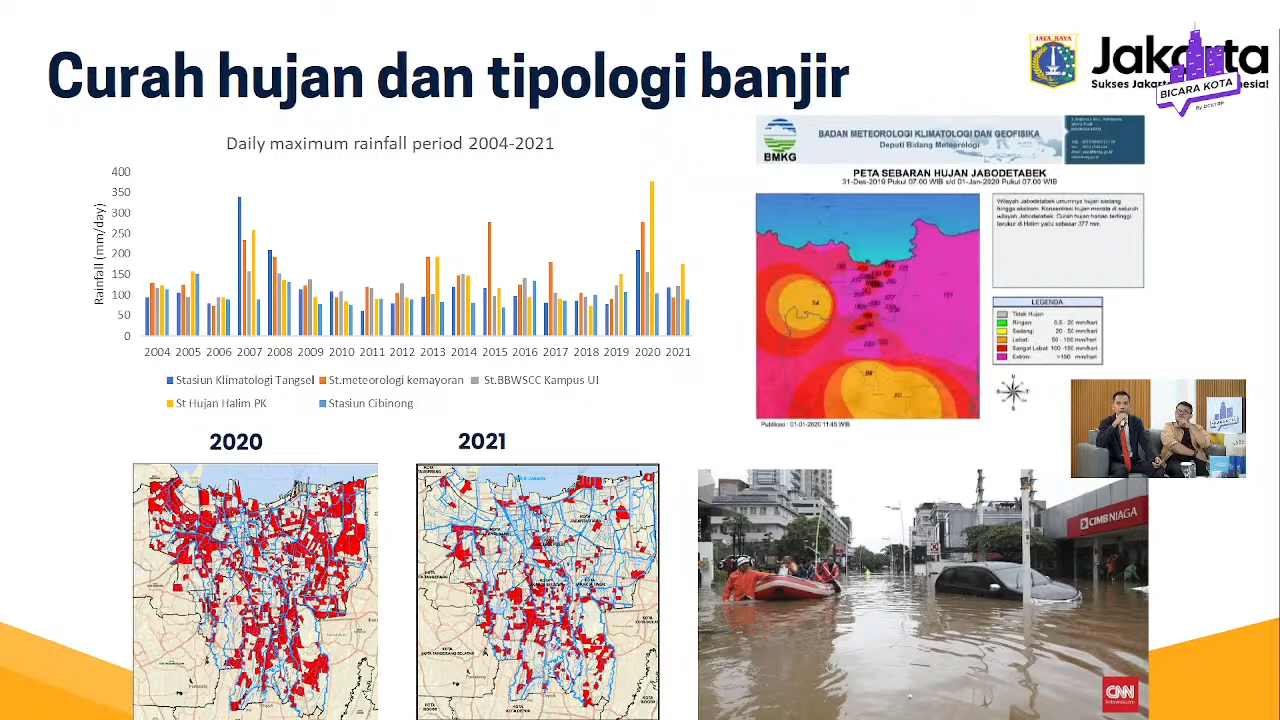 Curah hujan dan tipologi banjir
JAYA RAYA
Jakarta
Sukses Jakarta
nesia!
BICARA KOTA
By DCKTRP
Daily maximum rainfall period 2004-2021
Rainfall (mm/day)
400
350
300
250
200
150
100
50
0
2004 2005 2006 2007 2008 2009 2010 2011 2012 2013 2014 2015 2016 2017 2018 2019 2020 2021
Stasiun Klimatologi Tangsel St.meteorologi kemayoran St.BBWSCC Kampus UI
St Hujan Halim PK Stasiun Cibinong
BMKG
BADAN METEOROLOGI KLIMATOLOGI DAN GEOFISIKA
Deputi Bidang Meteorologi
PETA SEBARAN HUJAN JABODETABEK
31-Des-2019 Pukul 07.00 WIB s/d 01-Jan-2020 Pukul 07.00 WIB
Wilayah Jabodetabek umumnya hujan sedang
hingga ekstrem. Konsentrasi hujan merata di seluruh
wilayah Jabodetabek. Curah hujan harian tertinggi
terukur di Halim yaitu sebesar 377 mm.
LEGENDA
Tidak Hujan
Ringan: 0.5 - 20 mm/hari
Sedang: 20 - 50 mm/hari
Lebat: 50 - 100 mm/hari
Sangat Lebat: 100 - 150 mm/hari
Extrim: >150 mm/hari
Publikasi : 01-01-2020 11:45 WIB
2020
2021
CIMB NIAGA
CNN
Indonesia.com